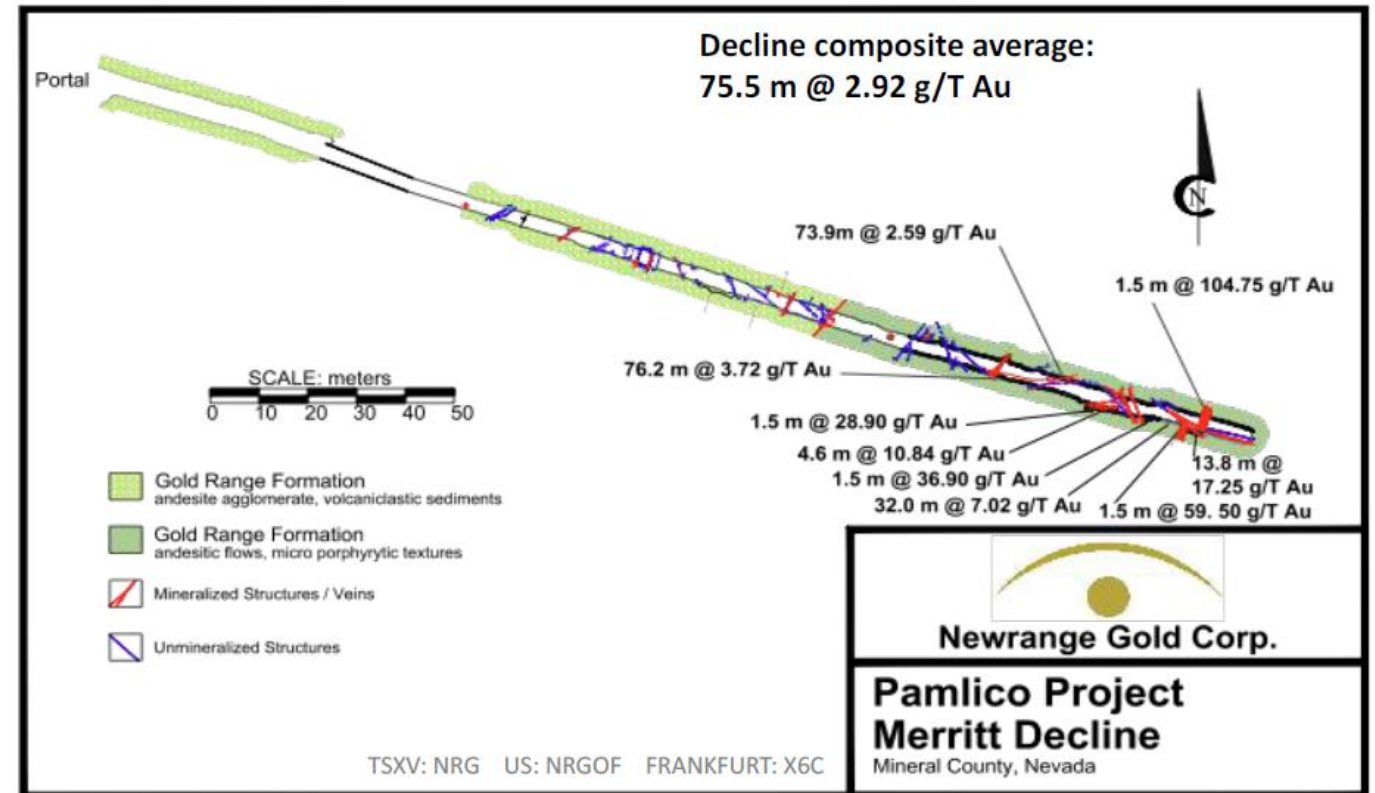 Decline composite average:
75.5 m @ 2.92 g/T Au
Portal
N
73.9m @ 2.59 g/T Au
1.5 m @ 104.75 g/T Au
76.2 m @ 3.72 g/T Au
SCALE: meters
0 10 20 30 40 50
1.5 m @ 28.90 g/T Au
4.6 m @ 10.84 g/T Au
1.5 m @ 36.90 g/T Au
32.0 m @ 7.02 g/T Au
13.8 m @
17.25 g/T Au
1.5 m @ 59. 50 g/T Au
Gold Range Formation
andesite agglomerate, volcaniclastic sediments
Gold Range Formation
andesitic flows, micro porphyrytic textures
Mineralized Structures / Veins
Unmineralized Structures
Newrange Gold Corp.
Pamlico Project
Merritt Decline
Mineral County, Nevada
TSXV: NRG US: NRGOF FRANKFURT: X6C